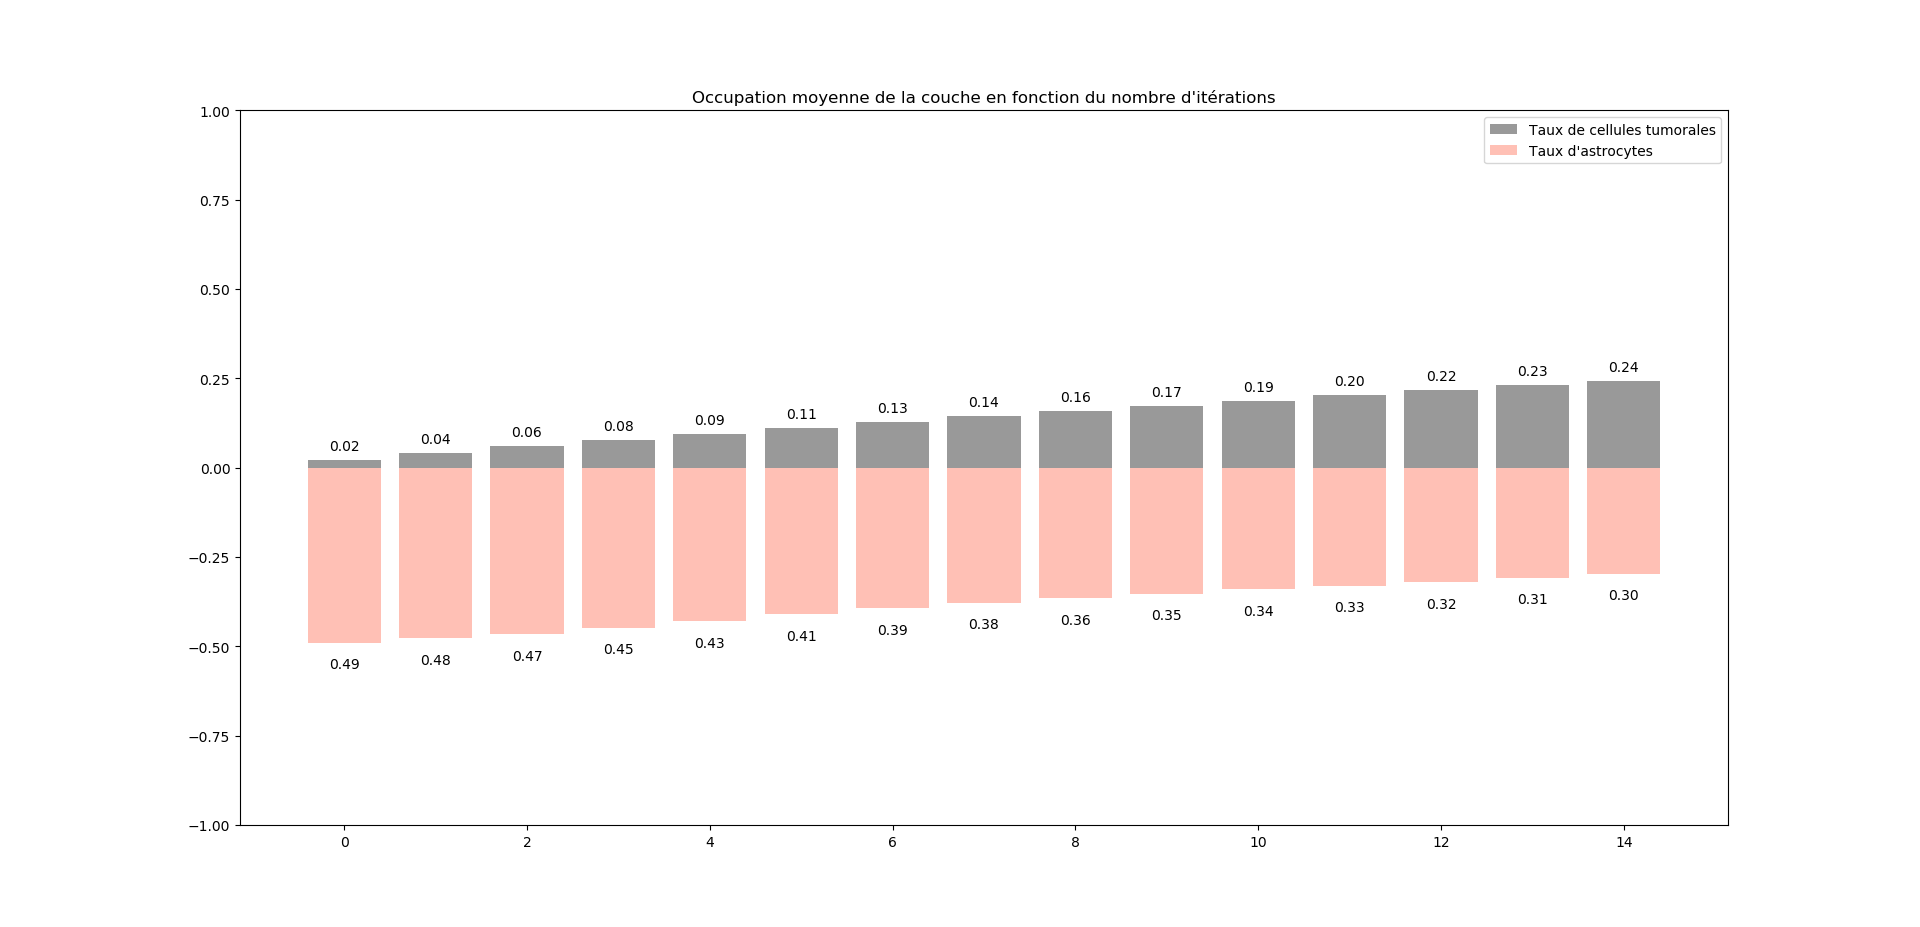 Occupation moyenne de la couche en fonction du nombre d'itérations
Taux de cellules tumorales
Taux d'astrocytes
1.00
0.75
0.50
0.25
0.00
−0.25
−0.50
−0.75
−1.00
0.02 0.04 0.06 0.08 0.09 0.11 0.13 0.14 0.16 0.17 0.19 0.20 0.22 0.23 0.24
0.49 0.48 0.47 0.45 0.43 0.41 0.39 0.38 0.36 0.35 0.34 0.33 0.32 0.31 0.30
0 2 4 6 8 10 12 14